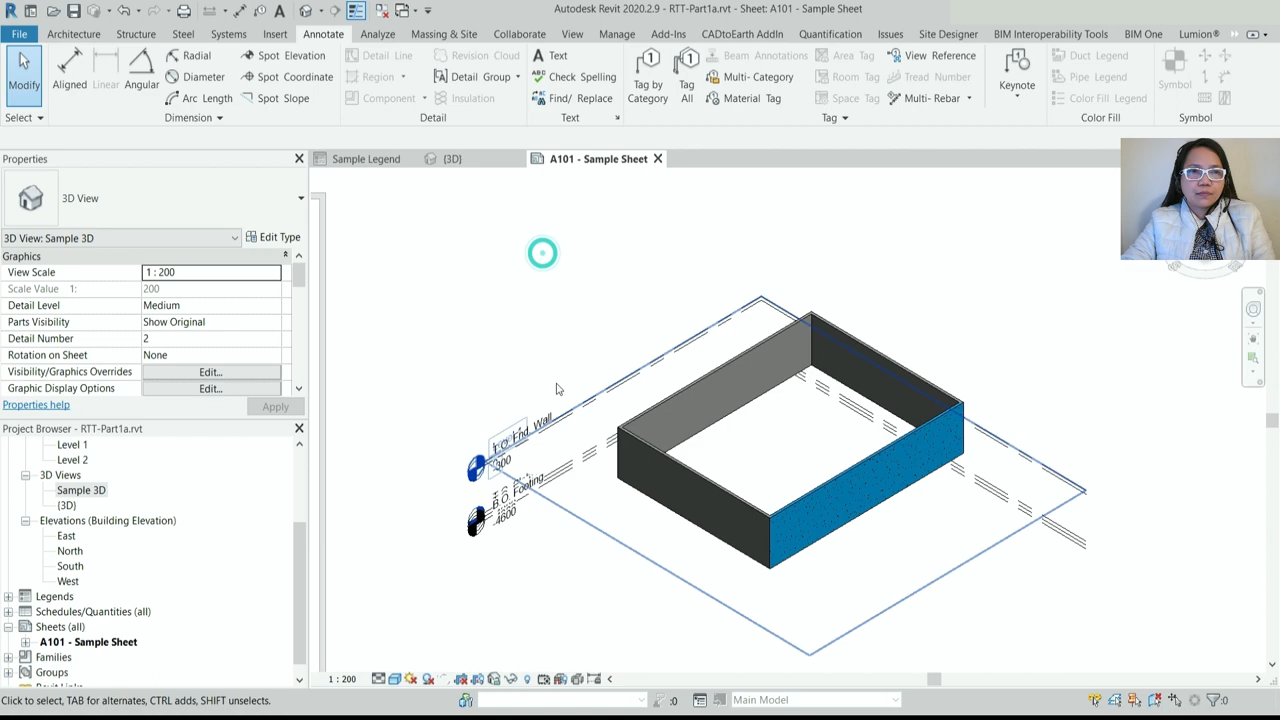 Autodesk Revit 2020.2.9 - RTT-Part1a.rvt - Sheet: A101 - Sample Sheet
File Architecture Structure Steel Systems Insert Annotate Analyze Massing & Site Collaborate View Manage Add-Ins CADtoEarth AddIn Quantification Issues Site Designer BIM Interoperability Tools BIM One Lumion®
Modify
Select
Aligned
Linear
Angular
Radial
Diameter
Arc Length
Spot Elevation
Spot Coordinate
Spot Slope
Dimension
Detail Line
Region
Component
Revision Cloud
Detail Group
Insulation
Detail
Text
Check Spelling
Find/ Replace
Text
Tag by
Category
Tag
All
Beam Annotations
Multi- Category
Material Tag
Area Tag
Room Tag
Space Tag
View Reference
Tread Number
Multi- Rebar
Tag
Keynote
Duct Legend
Pipe Legend
Color Fill Legend
Color Fill
Symbol
Symbol
Properties
3D View
3D View: Sample 3D
Edit Type
Graphics
View Scale 1 : 200
Scale Value 1: 200
Detail Level Medium
Parts Visibility Show Original
Detail Number 2
Rotation on Sheet None
Visibility/Graphics Overrides Edit...
Graphic Display Options Edit...
Properties help
Apply
Project Browser - RTT-Part1a.rvt
Level 1
Level 2
3D Views
Sample 3D
{3D}
Elevations (Building Elevation)
East
North
South
West
Legends
Schedules/Quantities (all)
Sheets (all)
A101 - Sample Sheet
Families
Groups
Revit Links
Sample Legend
{3D}
A101 - Sample Sheet
T.O. End Wall
B.O. Footing
1 : 200
Click to select, TAB for alternates, CTRL adds, SHIFT unselects.
:0
Main Model
:0